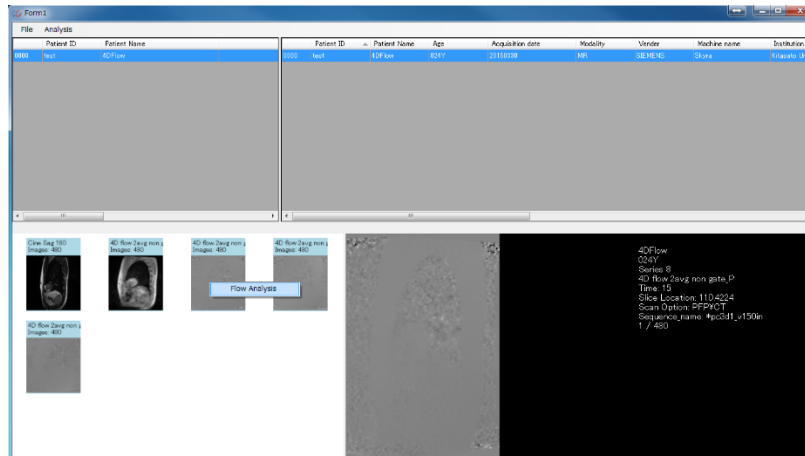 Form1
File Analysis
Patient ID Patient Name
0000 test 4DFlow
Patient ID Patient Name Age Acquisition date Modality Vender Machine name Institution
0000 test 4DFlow 024Y MR SIEMENS Skyra
Cine Sag 160
Images: 480
4D flow 2avg non
Images: 480
4D flow 2avg non
Images: 480
4D flow 2avg non
Images: 480
Flow Analysis
4D flow 2avg non
Images: 480
4DFlow
024Y
Series 8
4D flow 2avg non gate_P
Time: 15
Slice Location: 110.4224
Scan Option: PFP¥CT
Sequence_name: *pc3d1_v150in
1 / 480